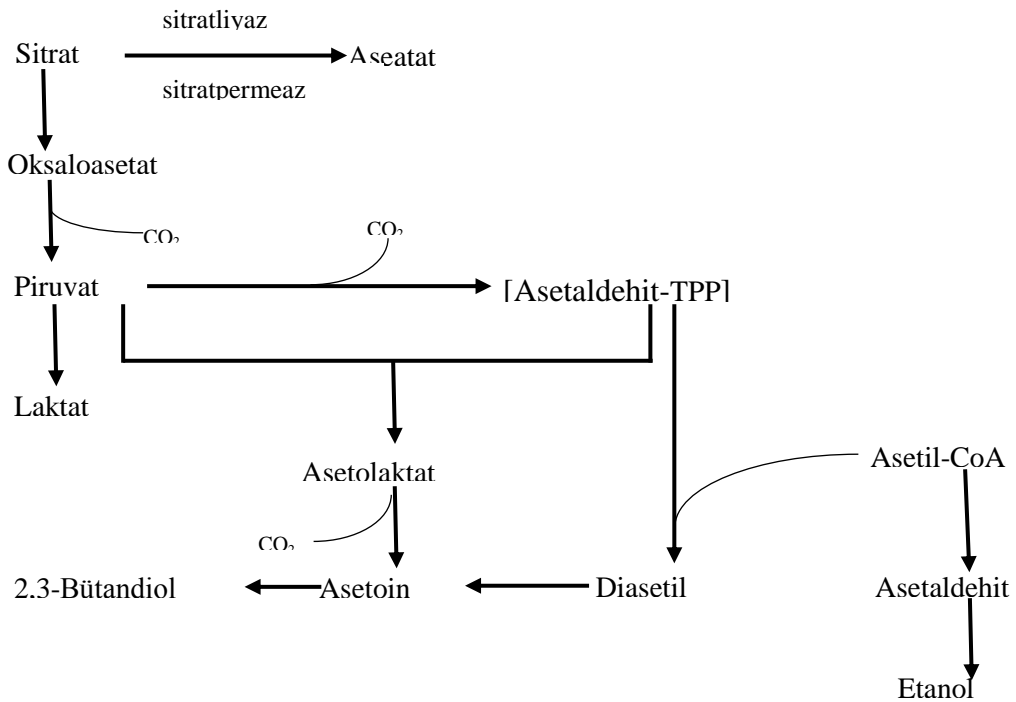 sitratliyaz
Sitrat
Aseatat
sitratpermeaz
Oksaloasetat
CO₂
CO₂
Piruvat
[Asetaldehit-TPP]
Laktat
Asetolaktat
Asetil-CoA
CO₂
2,3-Bütandiol
Asetoin
Diasetil
Asetaldehit
Etanol